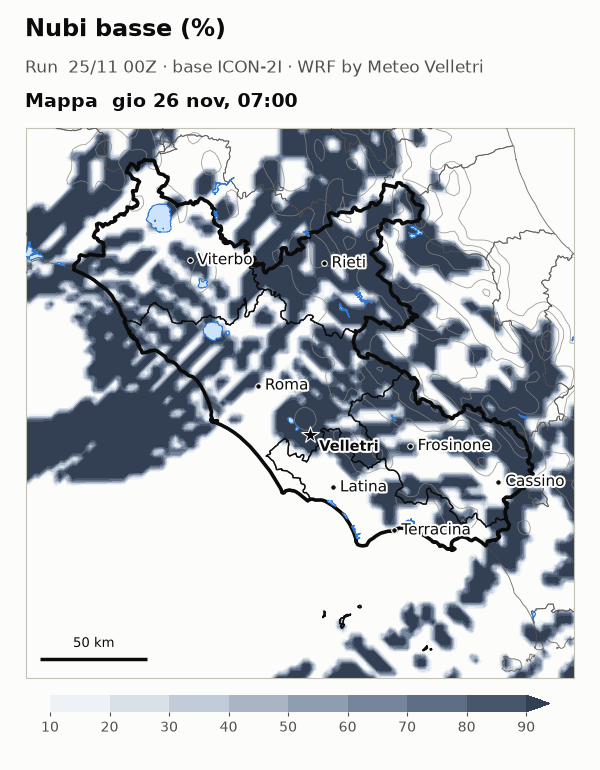 Nubi basse (%)
Run  25/11 00Z · base ICON-2I · WRF by Meteo Velletri
Mappa  gio 26 nov, 07:00
Viterbo
Rieti
Roma
Velletri
Frosinone
Latina
Cassino
Terracina
50 km
10 20 30 40 50 60 70 80 90